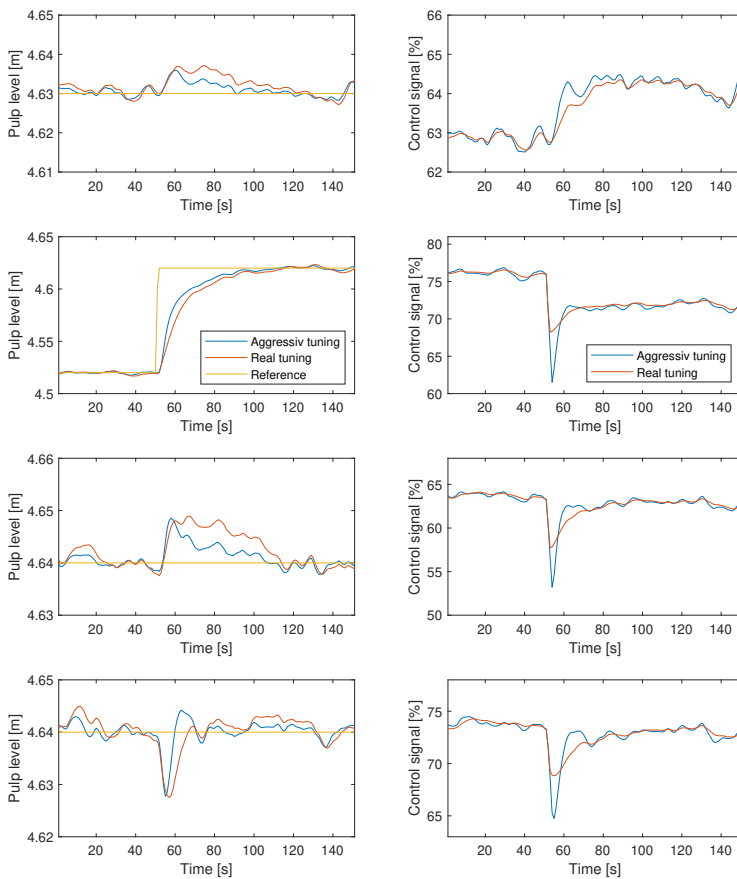 4.65
4.64
4.63
4.62
4.61
Pulp level [m]
20 40 60 80 100 120 140
Time [s]
66
65
64
63
62
Control signal [%]
20 40 60 80 100 120 140
Time [s]
4.65
4.6
4.55
4.5
Pulp level [m]
Aggressiv tuning
Real tuning
Reference
20 40 60 80 100 120 140
Time [s]
80
75
70
65
60
Control signal [%]
Aggressiv tuning
Real tuning
20 40 60 80 100 120 140
Time [s]
4.66
4.65
4.64
4.63
Pulp level [m]
20 40 60 80 100 120 140
Time [s]
65
60
55
50
Control signal [%]
20 40 60 80 100 120 140
Time [s]
4.65
4.64
4.63
4.62
Pulp level [m]
20 40 60 80 100 120 140
Time [s]
75
70
65
Control signal [%]
20 40 60 80 100 120 140
Time [s]